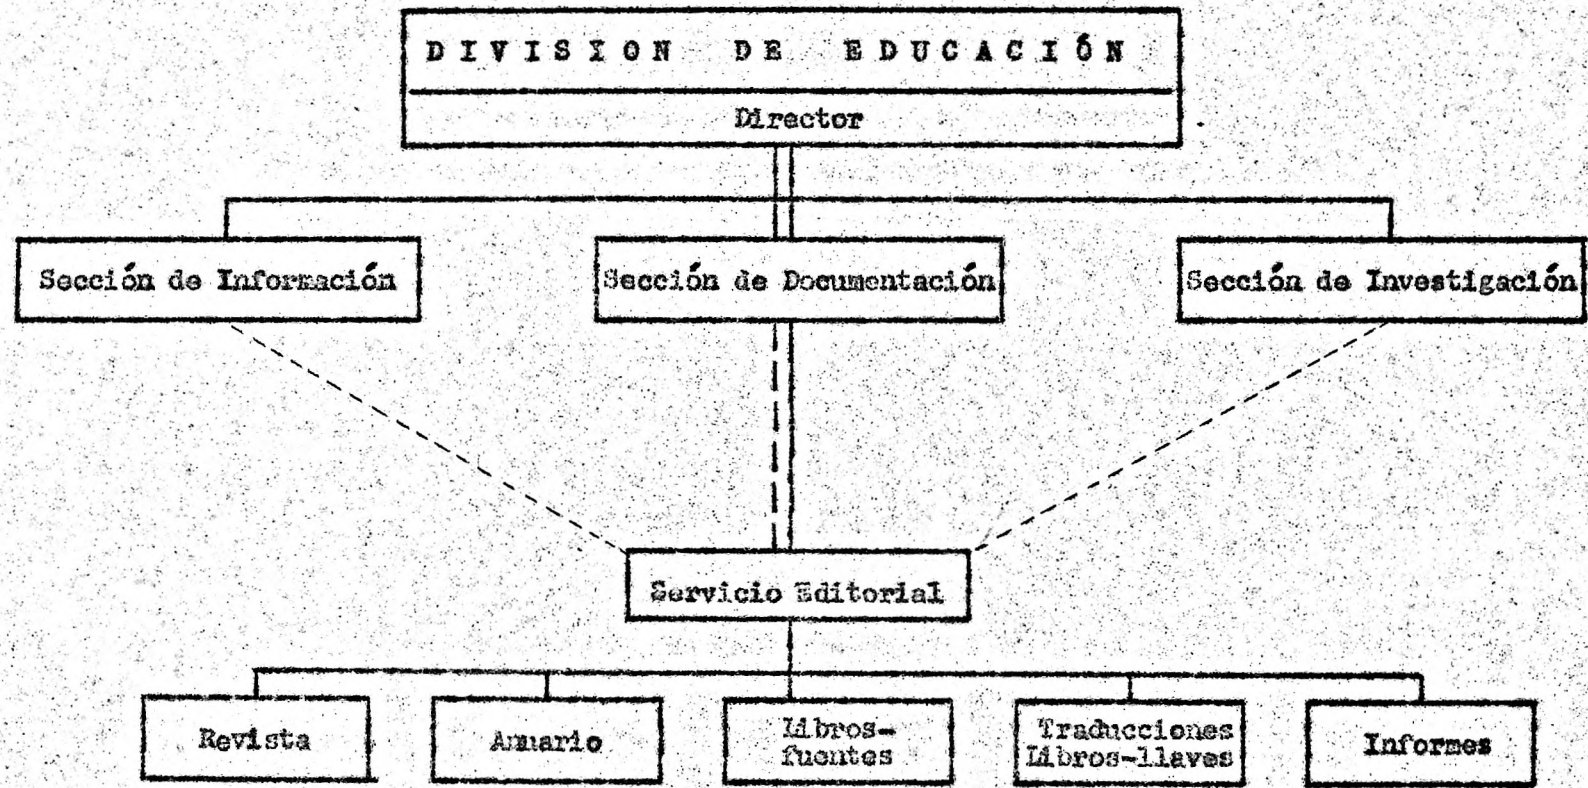 DIVISION DE EDUCACIÓN
Director
Sección de Información
Sección de Documentación
Sección de Investigación
Servicio Editorial
Revista
Anuario
Libros-
fuentes
Traducciones
Libros-llaves
Informes